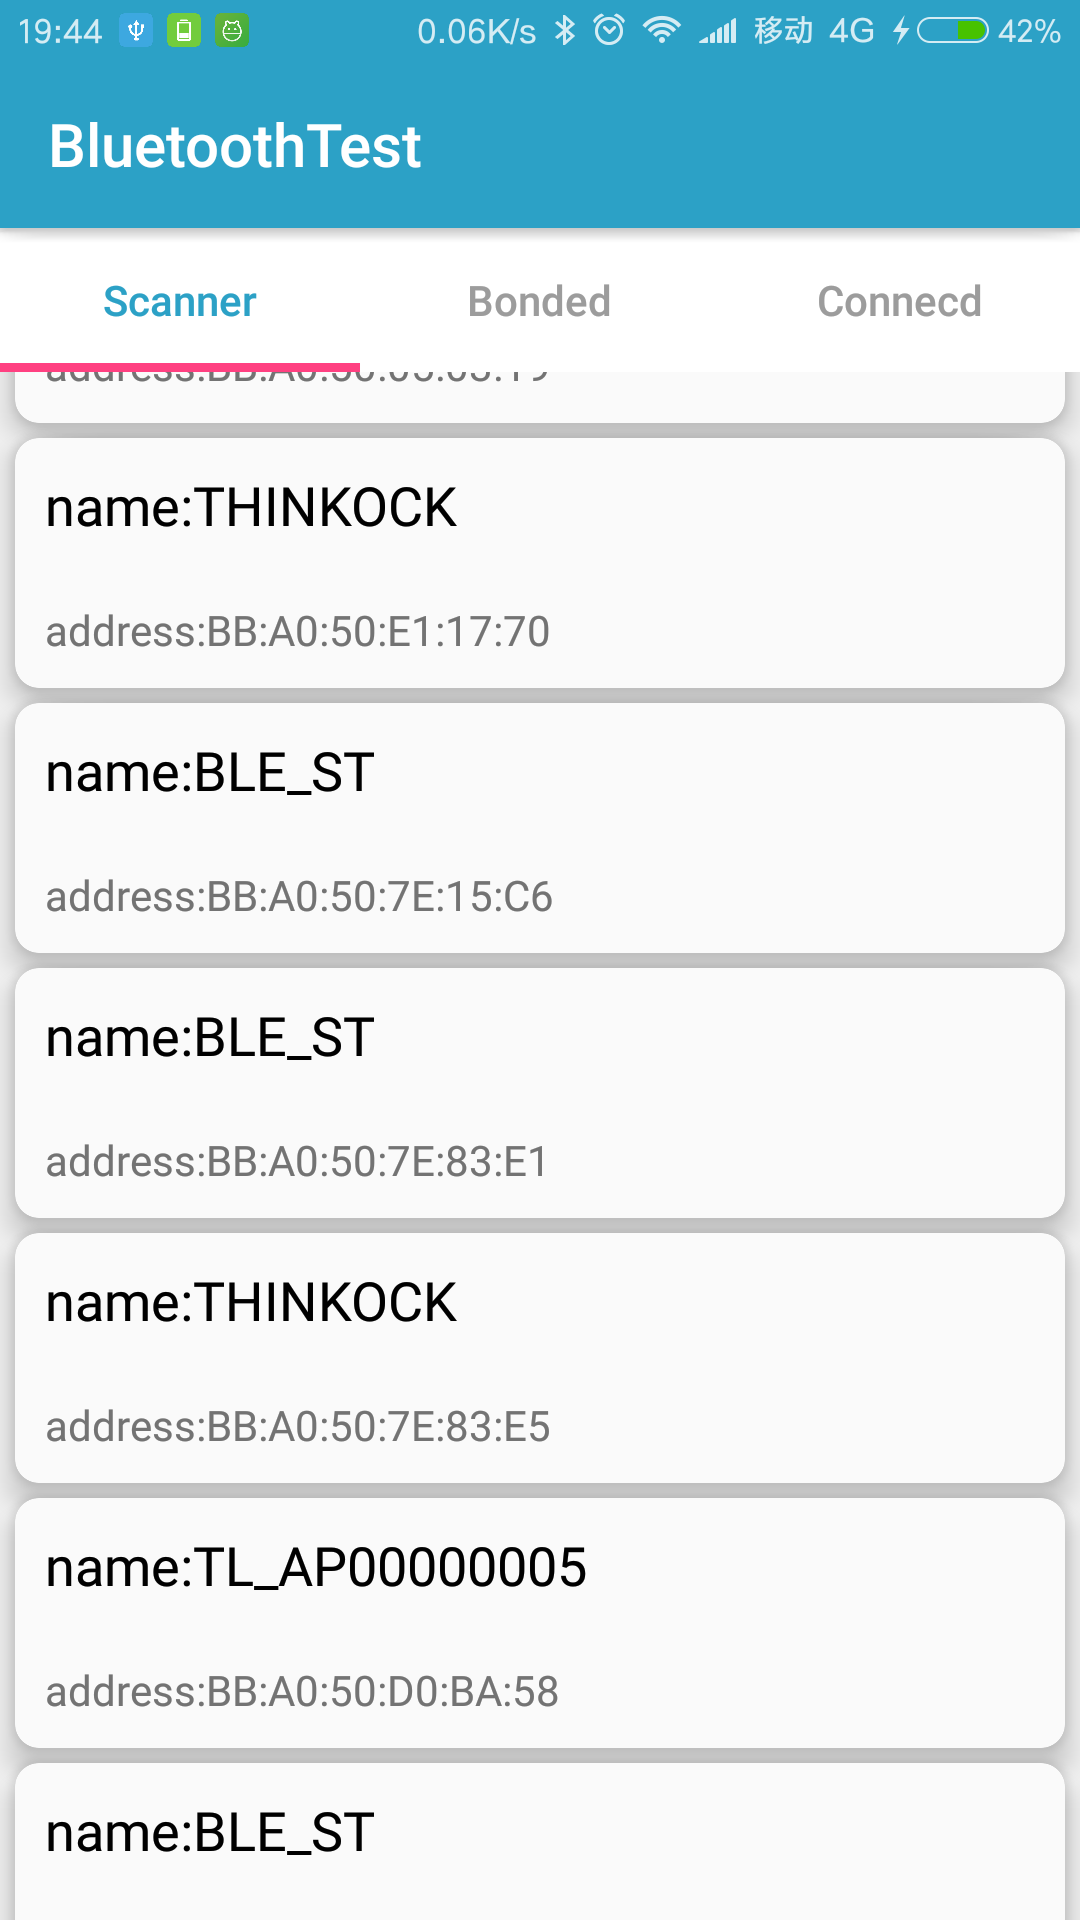 19:44 0.06K/s 移动 4G 42%
BluetoothTest
Scanner Bonded Connecd
name:THINKOCK
address:BB:A0:50:E1:17:70
name:BLE_ST
address:BB:A0:50:7E:15:C6
name:BLE_ST
address:BB:A0:50:7E:83:E1
name:THINKOCK
address:BB:A0:50:7E:83:E5
name:TL_AP00000005
address:BB:A0:50:D0:BA:58
name:BLE_ST